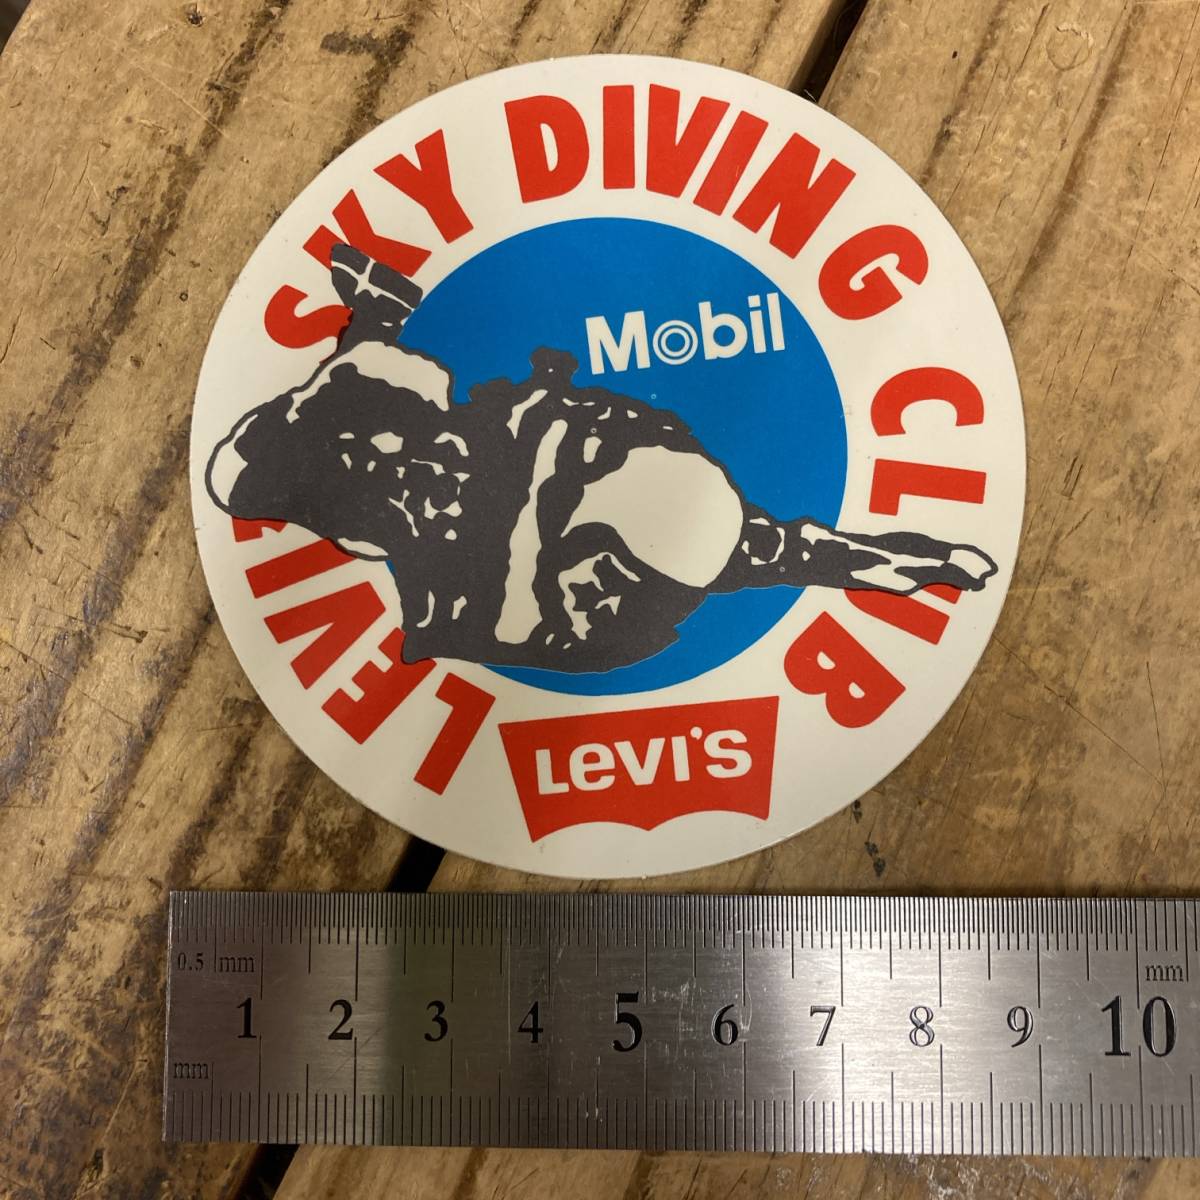 LEVI'S SKY DIVING CLUB
Mobil
Levi's
0.5 mm mm
1 2 3 4 5 6 7 8 9 10
mm